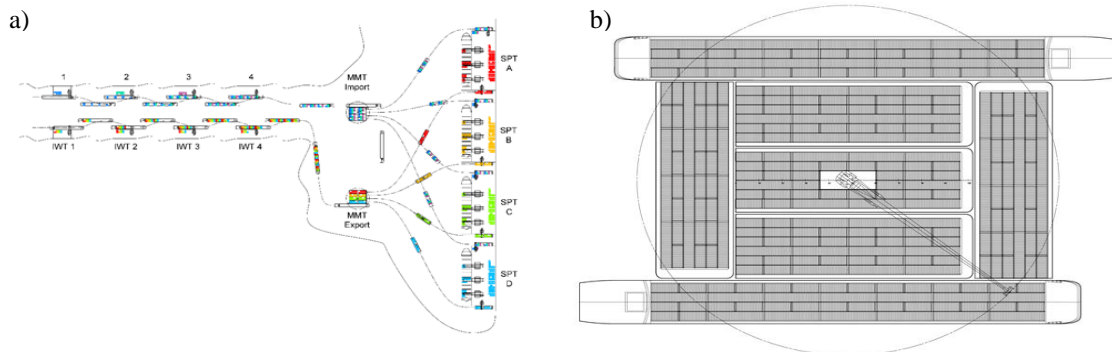 a)
b)
1
2
3
4
MMT
Import
SPT
A
SPT
B
IWT 1
IWT 2
IWT 3
IWT 4
SPT
C
MMT
Export
SPT
D